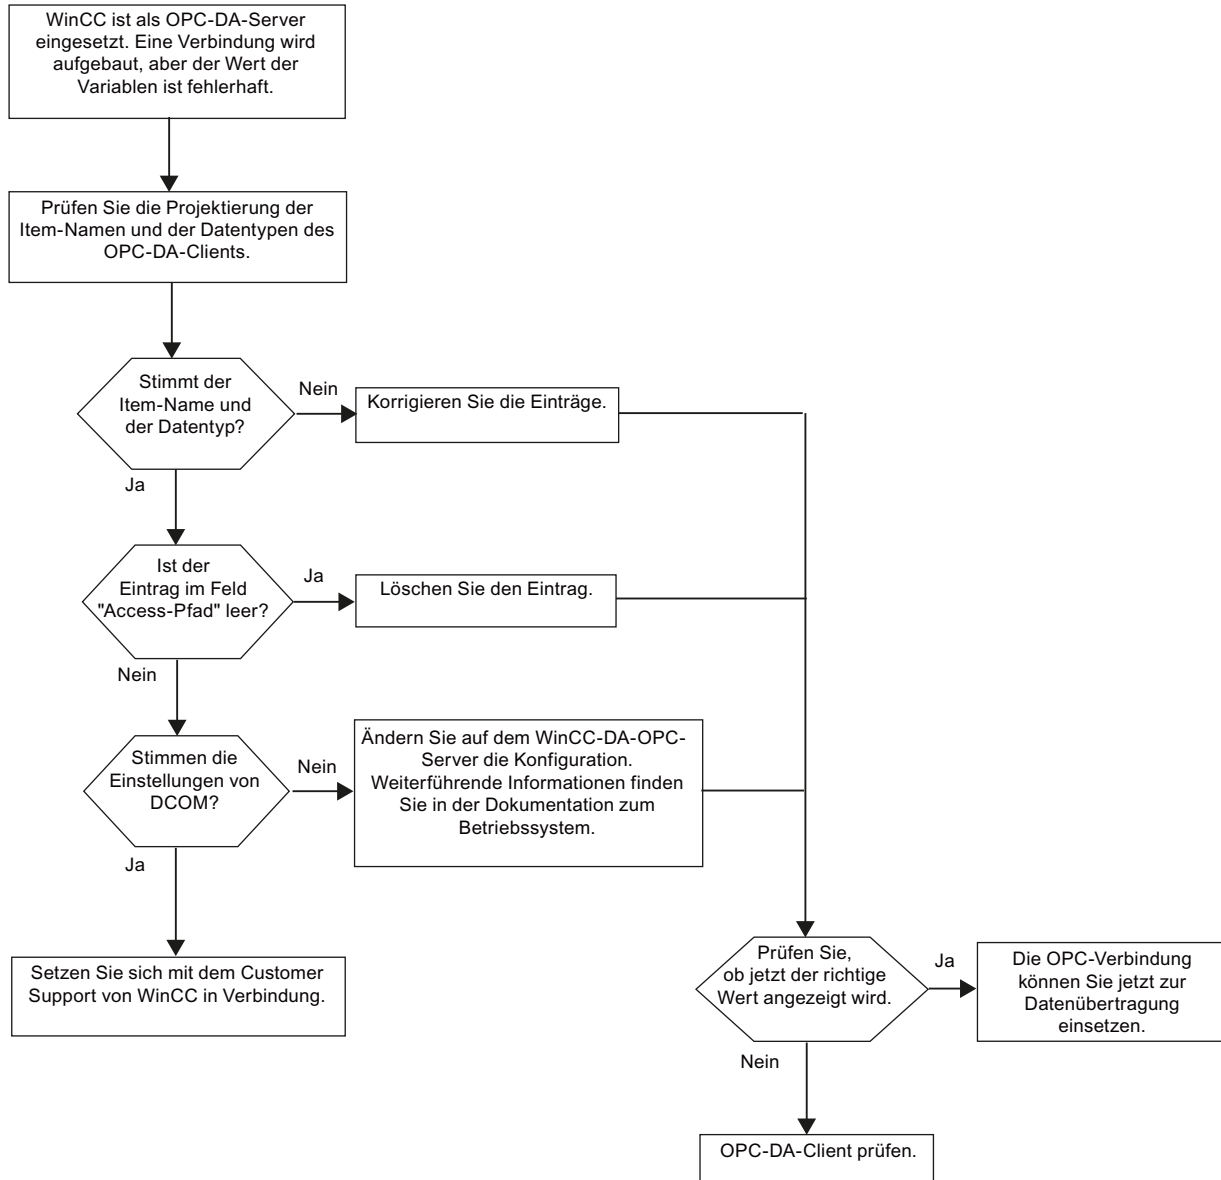 WinCC ist als OPC-DA-Server
eingesetzt. Eine Verbindung wird
aufgebaut, aber der Wert der
Variablen ist fehlerhaft.
Prüfen Sie die Projektierung der
Item-Namen und der Datentypen des
OPC-DA-Clients.
Stimmt der
Item-Name und
der Datentyp?
Nein
Korrigieren Sie die Einträge.
Ja
Ist der
Eintrag im Feld
"Access-Pfad" leer?
Ja
Löschen Sie den Eintrag.
Nein
Stimmen die
Einstellungen von
DCOM?
Nein
Ändern Sie auf dem WinCC-DA-OPC-
Server die Konfiguration.
Weiterführende Informationen finden
Sie in der Dokumentation zum
Betriebssystem.
Ja
Setzen Sie sich mit dem Customer
Support von WinCC in Verbindung.
Prüfen Sie,
ob jetzt der richtige
Wert angezeigt wird.
Ja
Die OPC-Verbindung
können Sie jetzt zur
Datenübertragung
einsetzen.
Nein
OPC-DA-Client prüfen.